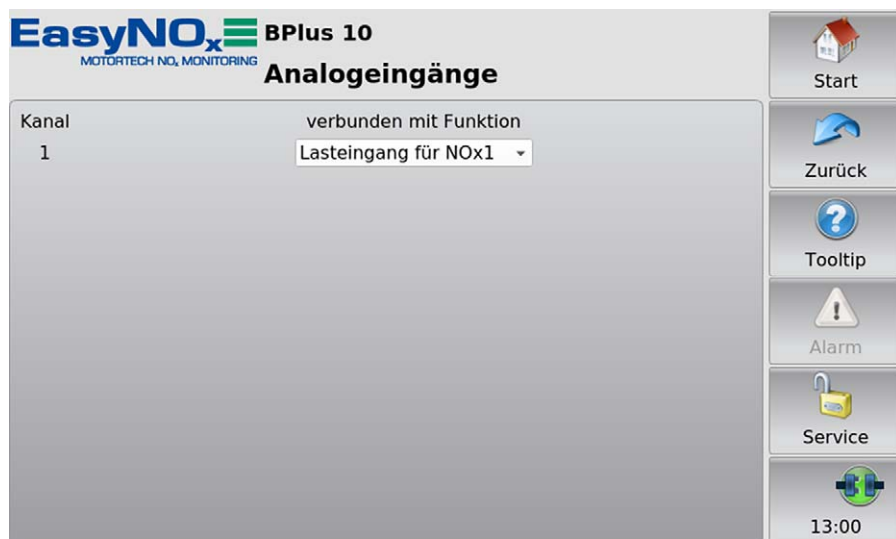 EasyNOx
MOTORTECH NOx MONITORING
BPlus 10
Analogeingänge
Kanal
verbunden mit Funktion
1
Lasteingang für NOx1
Start
Zurück
Tooltip
Alarm
Service
13:00